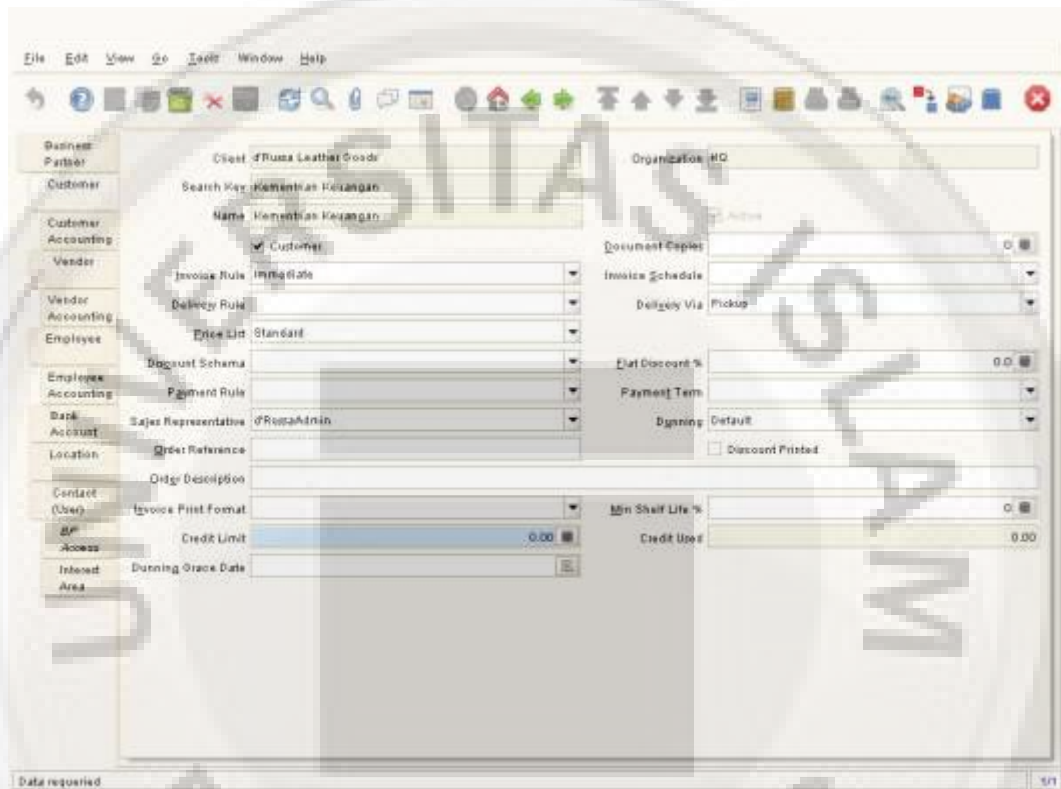 File Edit View Go Tools Window Help
Business Partner
Customer
Customer Accounting
Vendor
Vendor Accounting
Employee
Employee Accounting
Bank Account
Location
Contact (User)
BP Access
Interest Area
Client d'Russa Leather Goods Organization HQ
Search Key Kementrian Keuangan
Name Kementrian Keuangan Active
Customer Document Copies 0
Invoice Rule Immediate Invoice Schedule
Delivery Rule Delivery Via Pickup
Price List Standard
Discount Schema Flat Discount % 0.0
Payment Rule Payment Term
Sales Representative d'RussaAdmin Dunning Default
Order Reference Discount Printed
Order Description
Invoice Print Format Min Shelf Life % 0
Credit Limit 0.00 Credit Used 0.00
Dunning Grace Date
Data requeried 1/1
UNIVERSITAS ISLAM